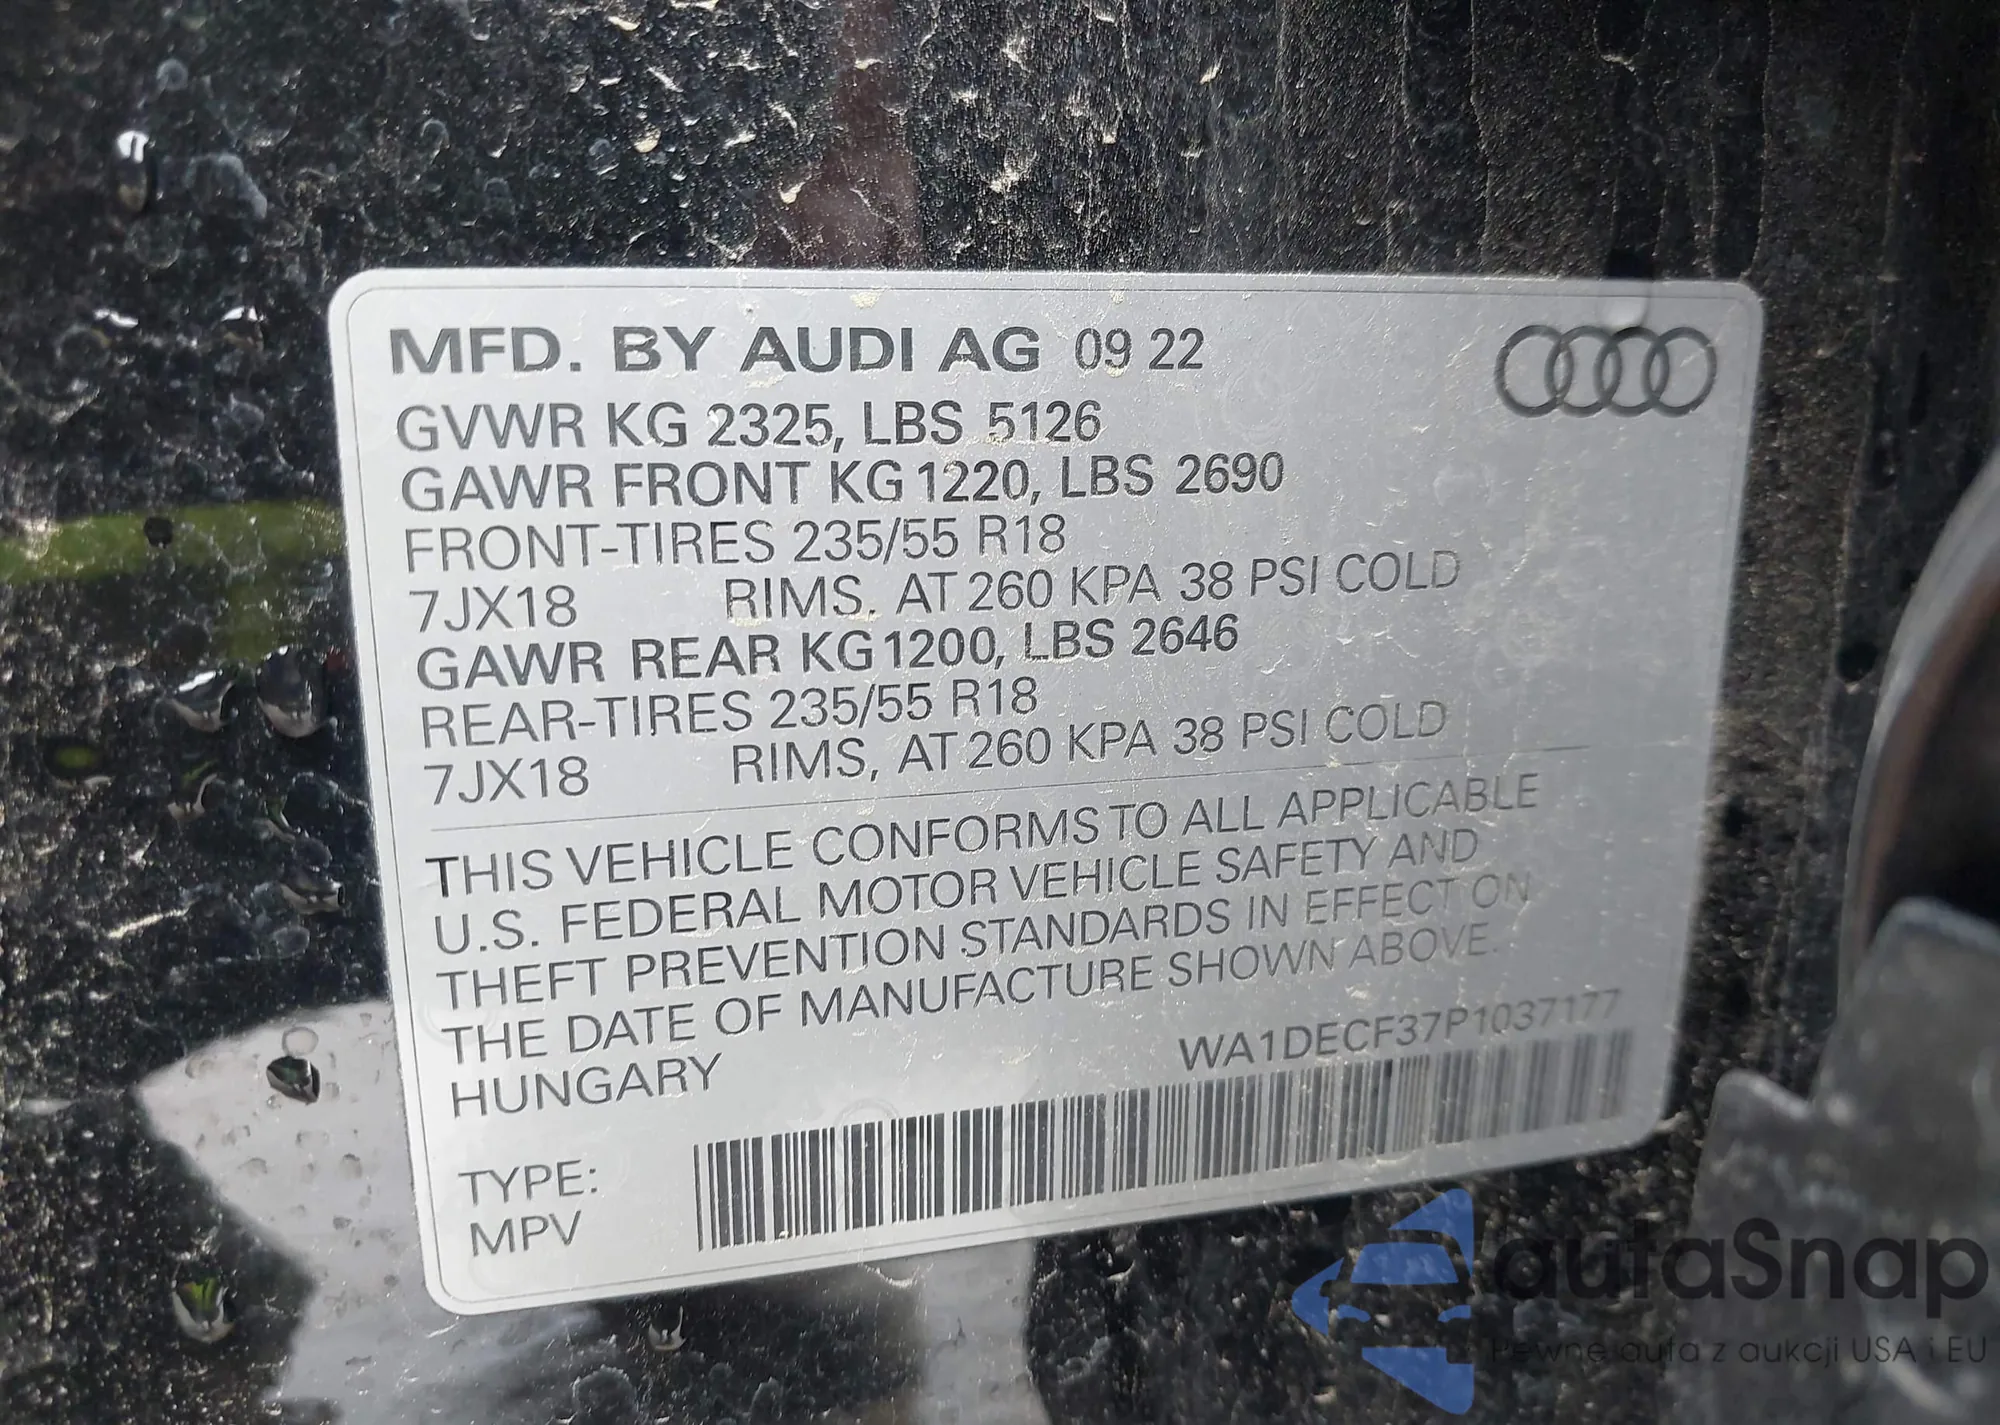 MFD. BY AUDI AG 09 22
GVWR KG 2325, LBS 5126
GAWR FRONT KG 1220, LBS 2690
FRONT-TIRES 235/55 R18
7JX18 RIMS, AT 260 KPA 38 PSI COLD
GAWR REAR KG 1200, LBS 2646
REAR-TIRES 235/55 R18
7JX18 RIMS, AT 260 KPA 38 PSI COLD
THIS VEHICLE CONFORMS TO ALL APPLICABLE
U.S. FEDERAL MOTOR VEHICLE SAFETY AND
THEFT PREVENTION STANDARDS IN EFFECT ON
THE DATE OF MANUFACTURE SHOWN ABOVE.
HUNGARY WA1DECF37P1037177
TYPE:
MPV
autaSnap
Pewne auta z aukcji USA i EU